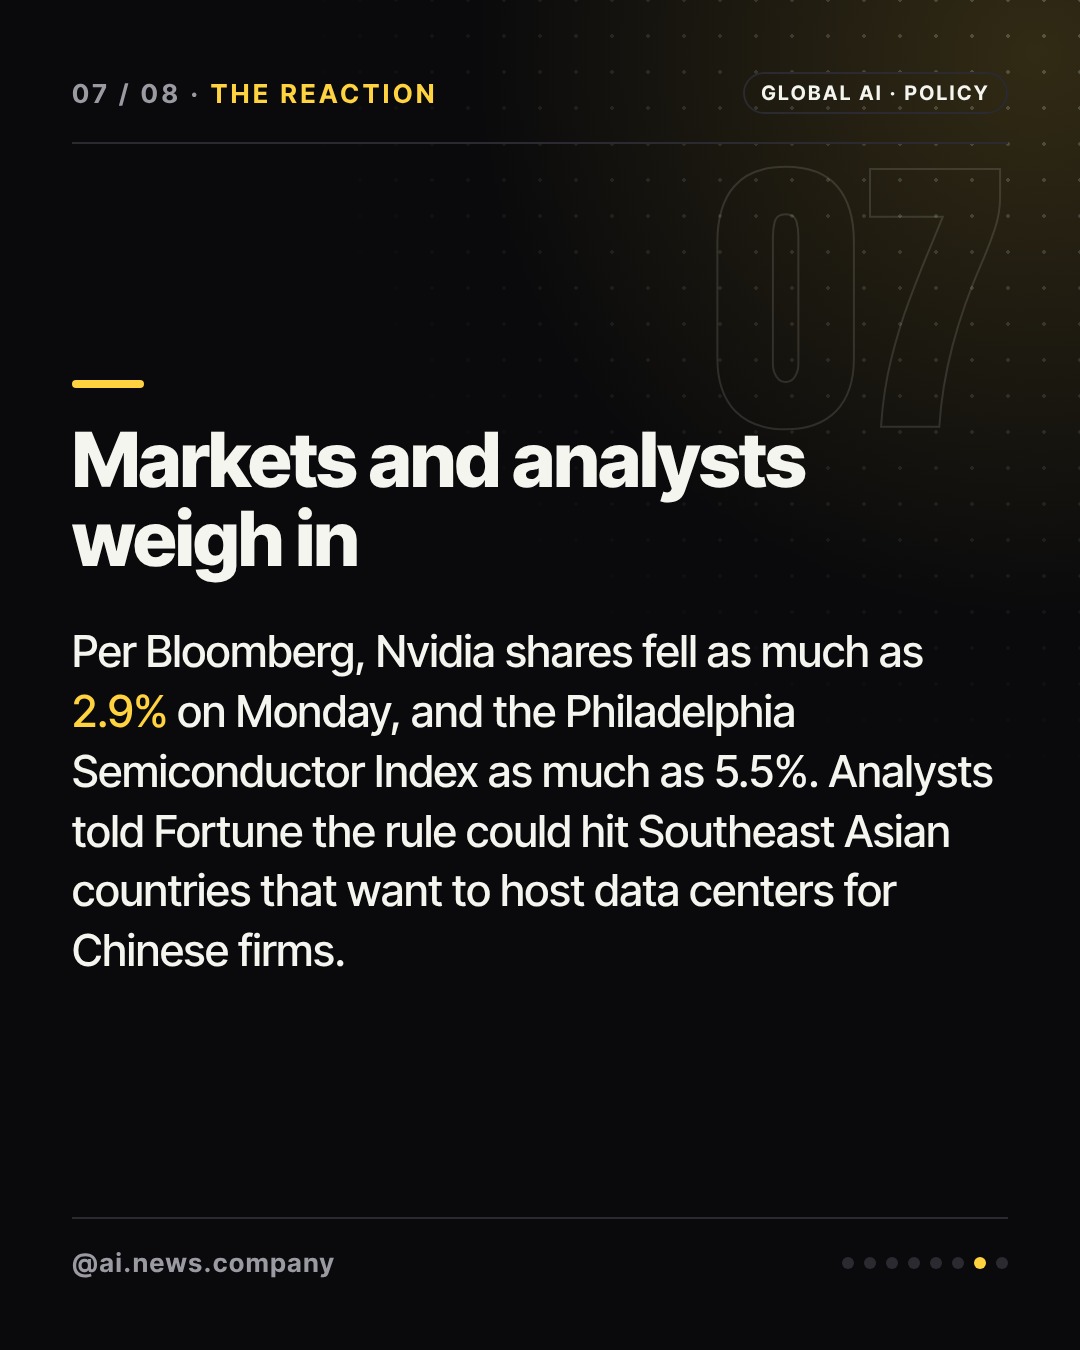 07 / 08 · THE REACTION
GLOBAL AI · POLICY
07
Markets and analysts
weigh in
Per Bloomberg, Nvidia shares fell as much as
2.9% on Monday, and the Philadelphia
Semiconductor Index as much as 5.5%. Analysts
told Fortune the rule could hit Southeast Asian
countries that want to host data centers for
Chinese firms.
@ai.news.company